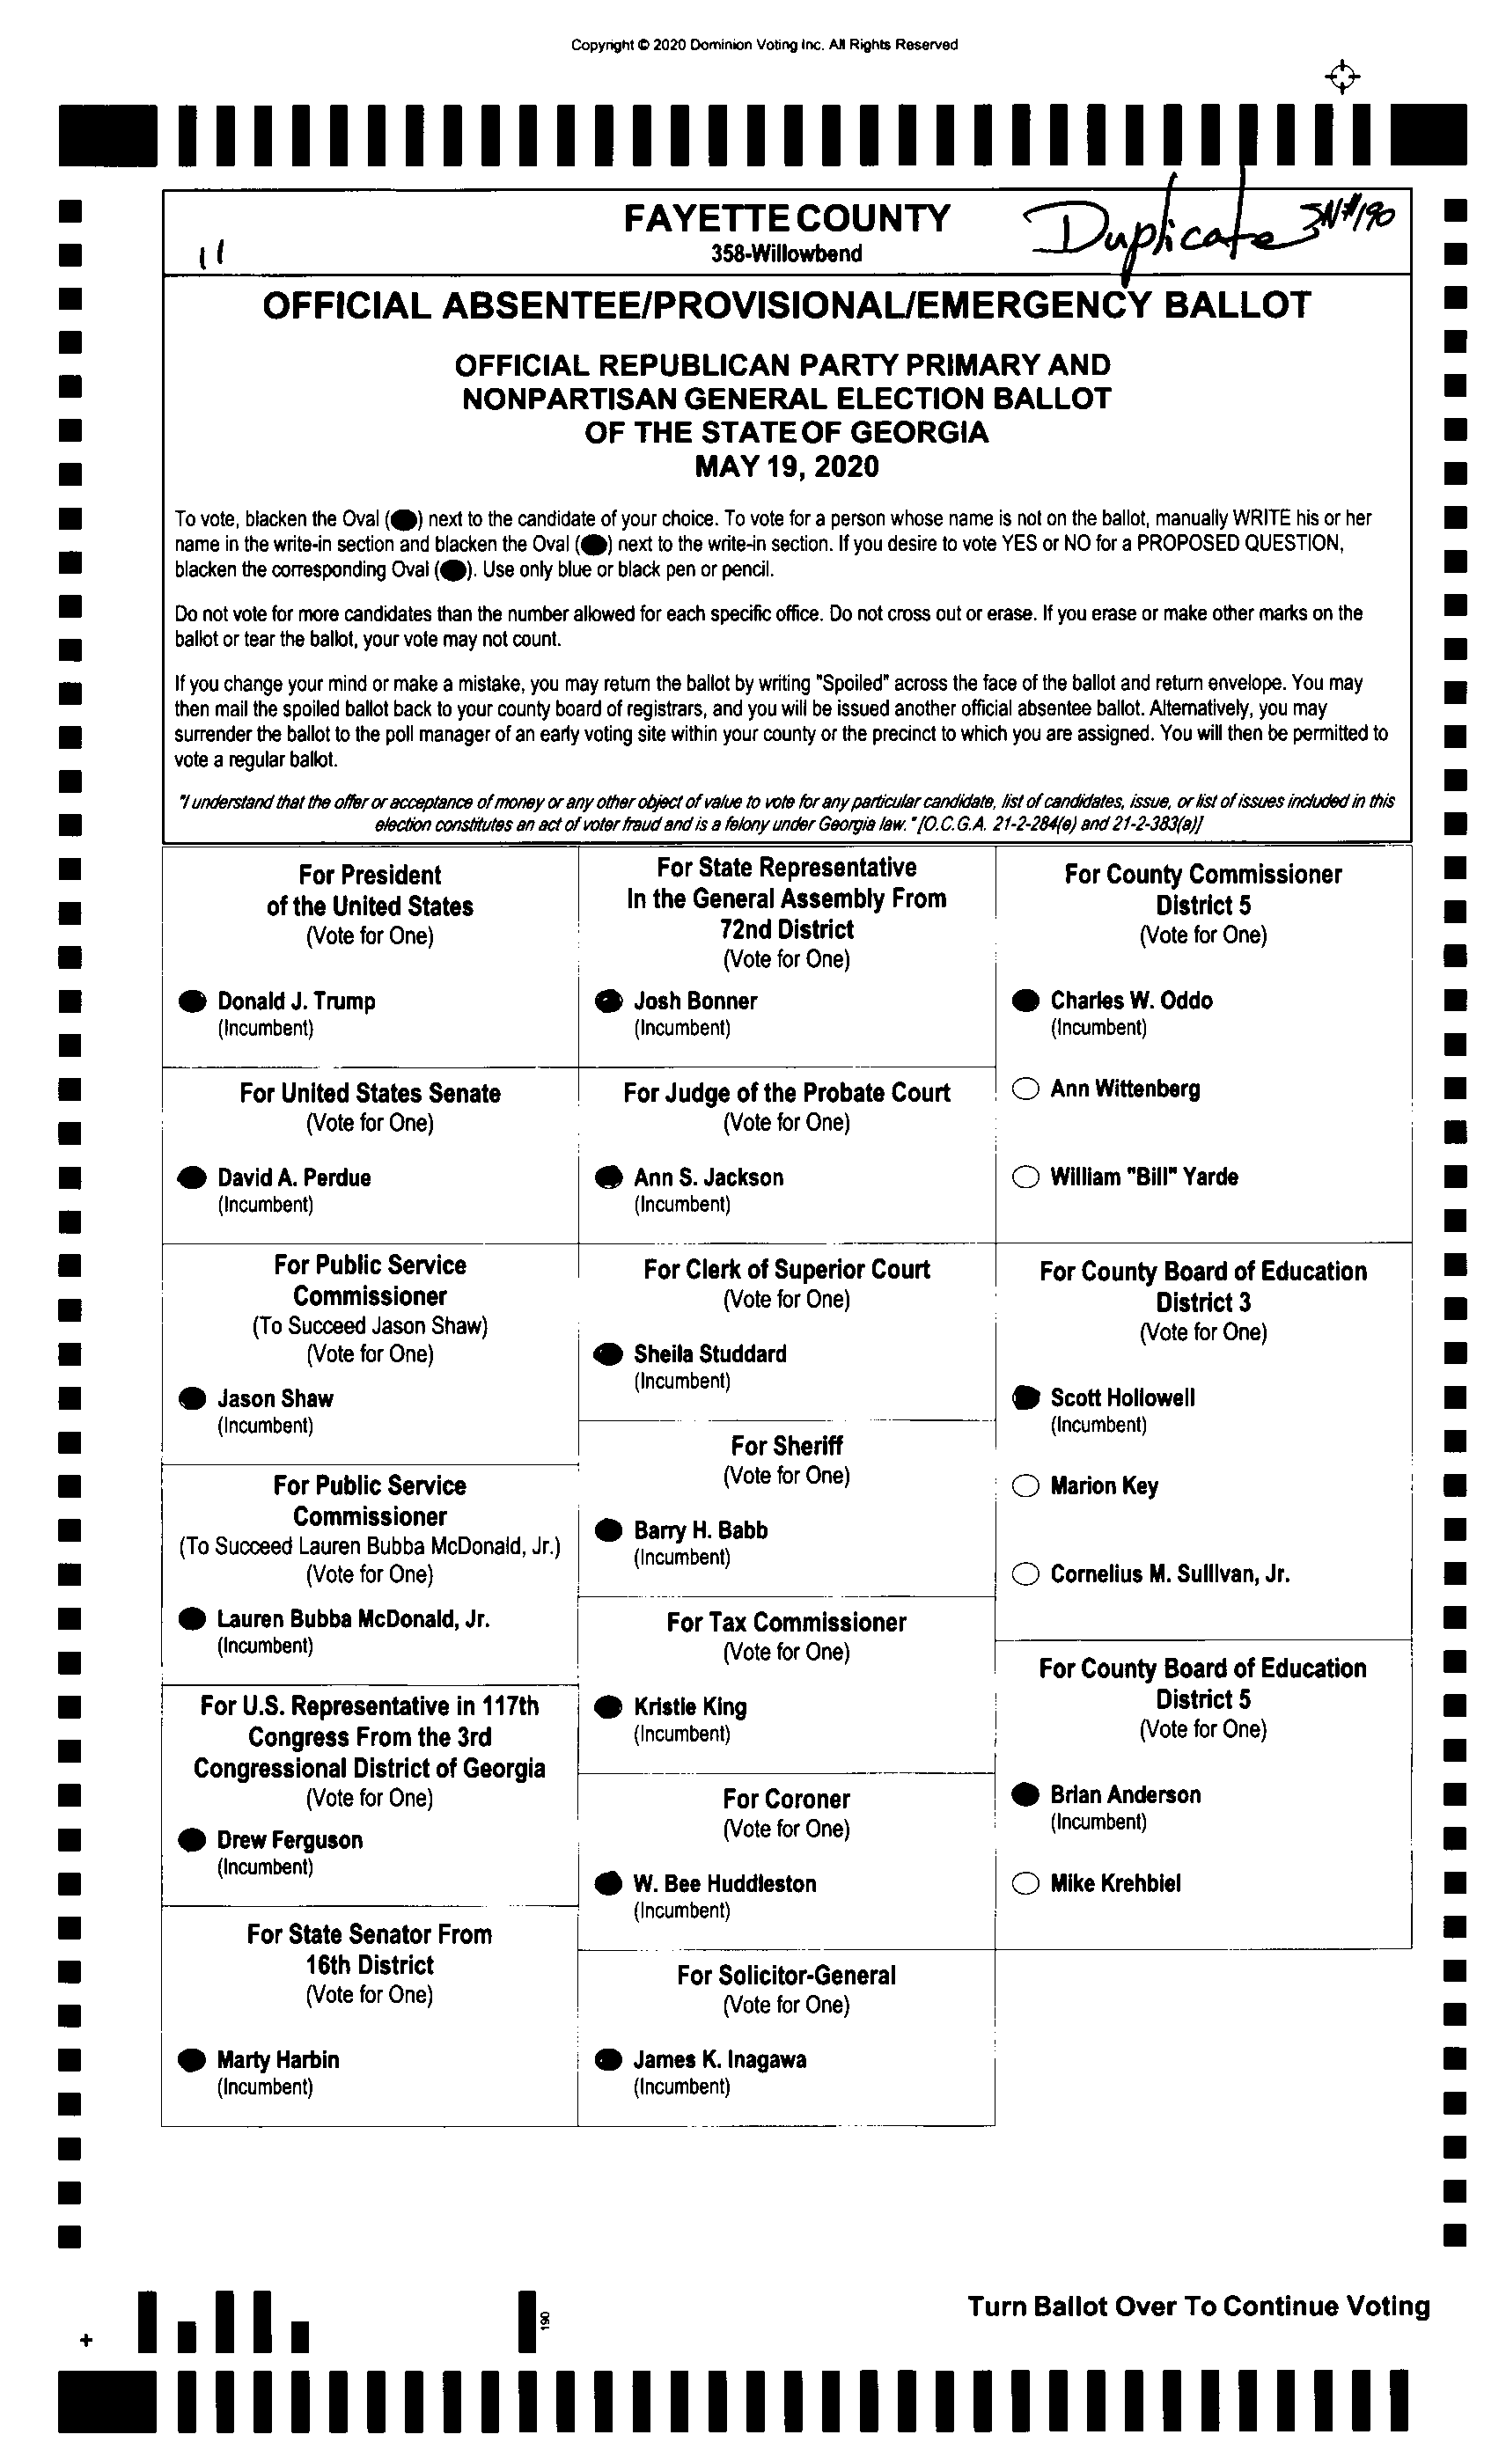 Copyright © 2020 Dominion Voting Inc. All Rights Reserved
FAYETTE COUNTY
Duplicate SN#190
11
358-Willowbend
OFFICIAL ABSENTEE/PROVISIONAL/EMERGENCY BALLOT
OFFICIAL REPUBLICAN PARTY PRIMARY AND
NONPARTISAN GENERAL ELECTION BALLOT
OF THE STATE OF GEORGIA
MAY 19, 2020
To vote, blacken the Oval (●) next to the candidate of your choice. To vote for a person whose name is not on the ballot, manually WRITE his or her
name in the write-in section and blacken the Oval (●) next to the write-in section. If you desire to vote YES or NO for a PROPOSED QUESTION,
blacken the corresponding Oval (●). Use only blue or black pen or pencil.
Do not vote for more candidates than the number allowed for each specific office. Do not cross out or erase. If you erase or make other marks on the
ballot or tear the ballot, your vote may not count.
If you change your mind or make a mistake, you may return the ballot by writing "Spoiled" across the face of the ballot and return envelope. You may
then mail the spoiled ballot back to your county board of registrars, and you will be issued another official absentee ballot. Alternatively, you may
surrender the ballot to the poll manager of an early voting site within your county or the precinct to which you are assigned. You will then be permitted to
vote a regular ballot.
"I understand that the offer or acceptance of money or any other object of value to vote for any particular candidate, list of candidates, issue, or list of issues included in this
election constitutes an act of voter fraud and is a felony under Georgia law." [O.C.G.A. 21-2-284(e) and 21-2-383(a)]
For President
of the United States
(Vote for One)
Donald J. Trump
(Incumbent)
For United States Senate
(Vote for One)
David A. Perdue
(Incumbent)
For Public Service
Commissioner
(To Succeed Jason Shaw)
(Vote for One)
Jason Shaw
(Incumbent)
For Public Service
Commissioner
(To Succeed Lauren Bubba McDonald, Jr.)
(Vote for One)
Lauren Bubba McDonald, Jr.
(Incumbent)
For U.S. Representative in 117th
Congress From the 3rd
Congressional District of Georgia
(Vote for One)
Drew Ferguson
(Incumbent)
For State Senator From
16th District
(Vote for One)
Marty Harbin
(Incumbent)
For State Representative
In the General Assembly From
72nd District
(Vote for One)
Josh Bonner
(Incumbent)
For Judge of the Probate Court
(Vote for One)
Ann S. Jackson
(Incumbent)
For Clerk of Superior Court
(Vote for One)
Sheila Studdard
(Incumbent)
For Sheriff
(Vote for One)
Barry H. Babb
(Incumbent)
For Tax Commissioner
(Vote for One)
Kristie King
(Incumbent)
For Coroner
(Vote for One)
W. Bee Huddleston
(Incumbent)
For Solicitor-General
(Vote for One)
James K. Inagawa
(Incumbent)
For County Commissioner
District 5
(Vote for One)
Charles W. Oddo
(Incumbent)
Ann Wittenberg
William "Bill" Yarde
For County Board of Education
District 3
(Vote for One)
Scott Hollowell
(Incumbent)
Marion Key
Cornelius M. Sullivan, Jr.
For County Board of Education
District 5
(Vote for One)
Brian Anderson
(Incumbent)
Mike Krehbiel
Turn Ballot Over To Continue Voting
190